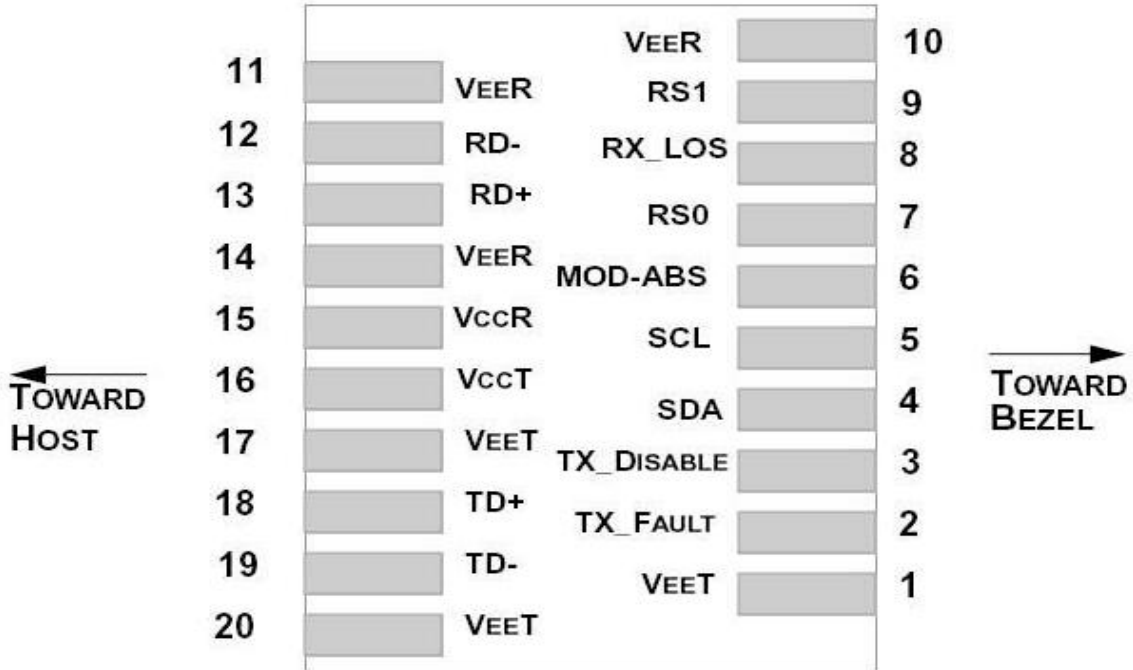 VEER 10
11 VEER
RS1 9
12 RD-
RX_LOS 8
13 RD+
RS0 7
14 VEER
MOD-ABS 6
15 VCCR
SCL 5
16 VCCT
TOWARD HOST
TOWARD BEZEL
SDA 4
17 VEET
TX_DISABLE 3
18 TD+
TX_FAULT 2
19 TD-
VEET 1
20 VEET